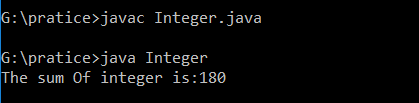 G:\pratice>javac Integer.java
G:\pratice>java Integer
The sum Of integer is:180